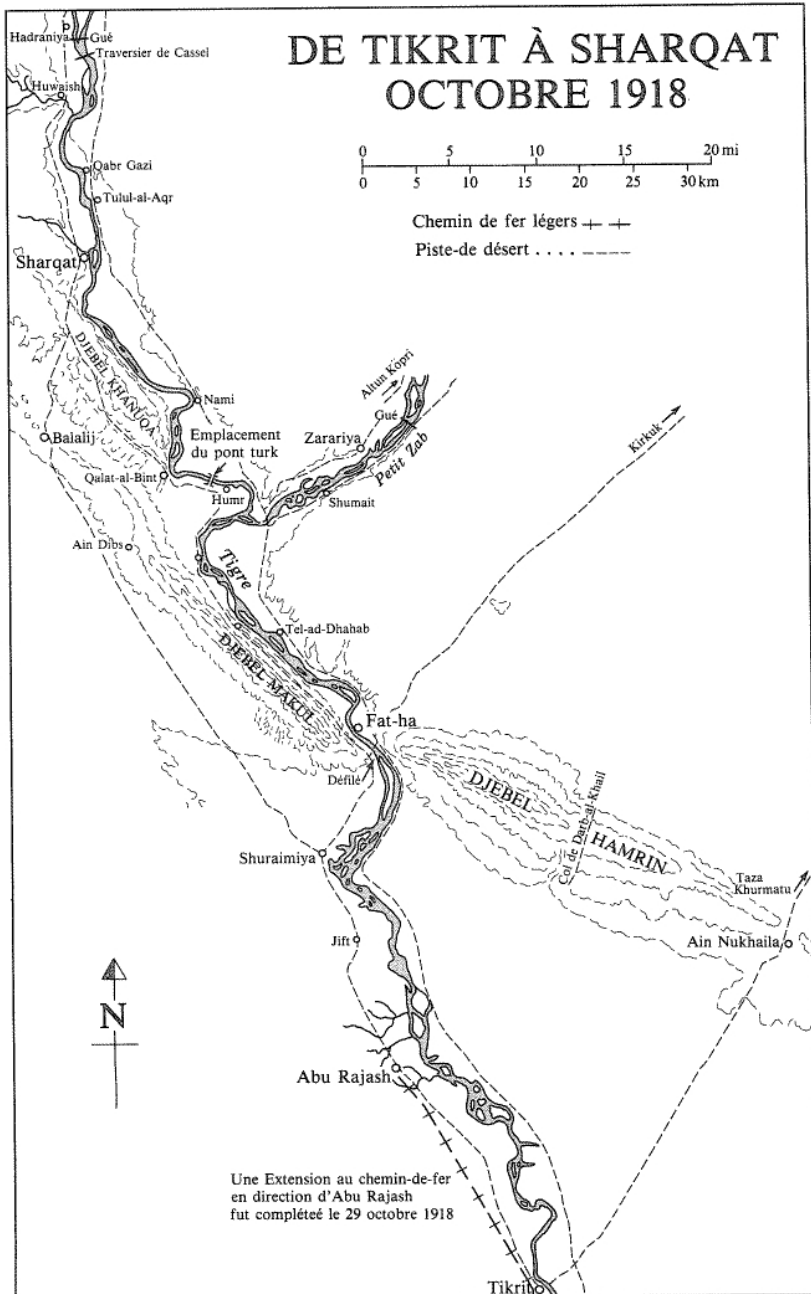 DE TIKRIT À SHARQAT
OCTOBRE 1918
0 5 10 15 20 mi
0 5 10 15 20 25 30 km
Chemin de fer légers
Piste-de désert
Hadraniya
Gué
Traversier de Cassel
Huwaish
Qabr Gazi
Tulul-al-Aqr
Sharqat
DJEBEL KHANUQA
Nami
Altun Kopri
Gué
Kirkuk
Balalij
Emplacement
du pont turk
Zarariya
Petit Zab
Qalat-al-Bint
Humr
Shumait
Ain Dibs
Tigre
Tel-ad-Dhahab
DJEBEL MAKUL
Fat-ha
Défilé
DJEBEL
HAMRIN
Col de Darb-al-Khail
Shuraimiya
Taza
Khurmatu
Jift
Ain Nukhaila
N
Abu Rajash
Une Extension au chemin-de-fer
en direction d'Abu Rajash
fut compléteé le 29 octobre 1918
Tikrit